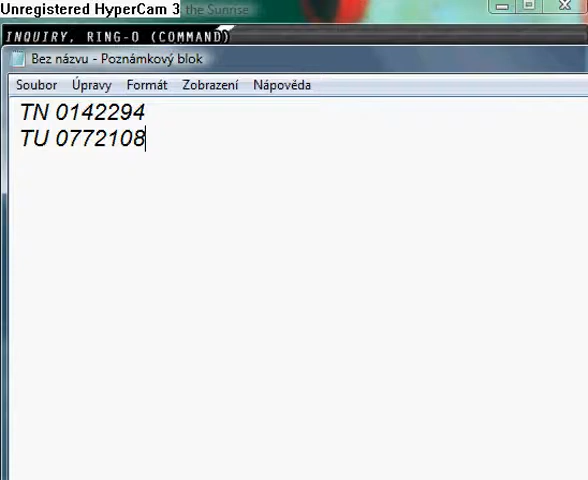 Unregistered HyperCam 3 the Sunrise
INQUIRY, RING-O (COMMAND)
Bez názvu - Poznámkový blok
Soubor Úpravy Formát Zobrazení Nápověda
TN 0142294
TU 0772108